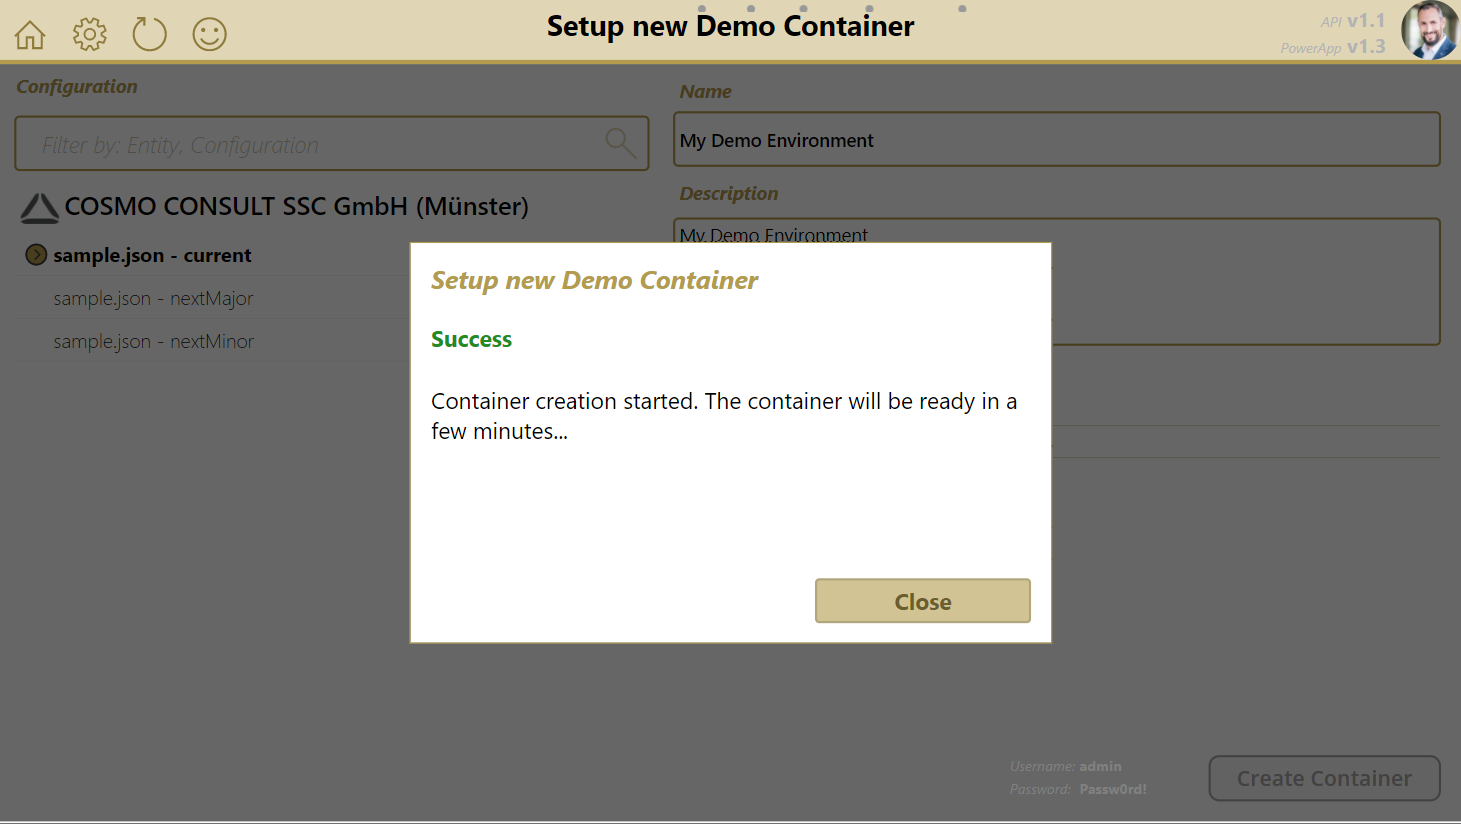 Setup new Demo Container
API v1.1
PowerApp v1.3
Configuration
Filter by: Entity, Configuration
COSMO CONSULT SSC GmbH (Münster)
sample.json - current
sample.json - nextMajor
sample.json - nextMinor
Name
My Demo Environment
Description
My Demo Environment
Setup new Demo Container
Success
Container creation started. The container will be ready in a
few minutes...
Close
Username: admin
Password: Passw0rd!
Create Container